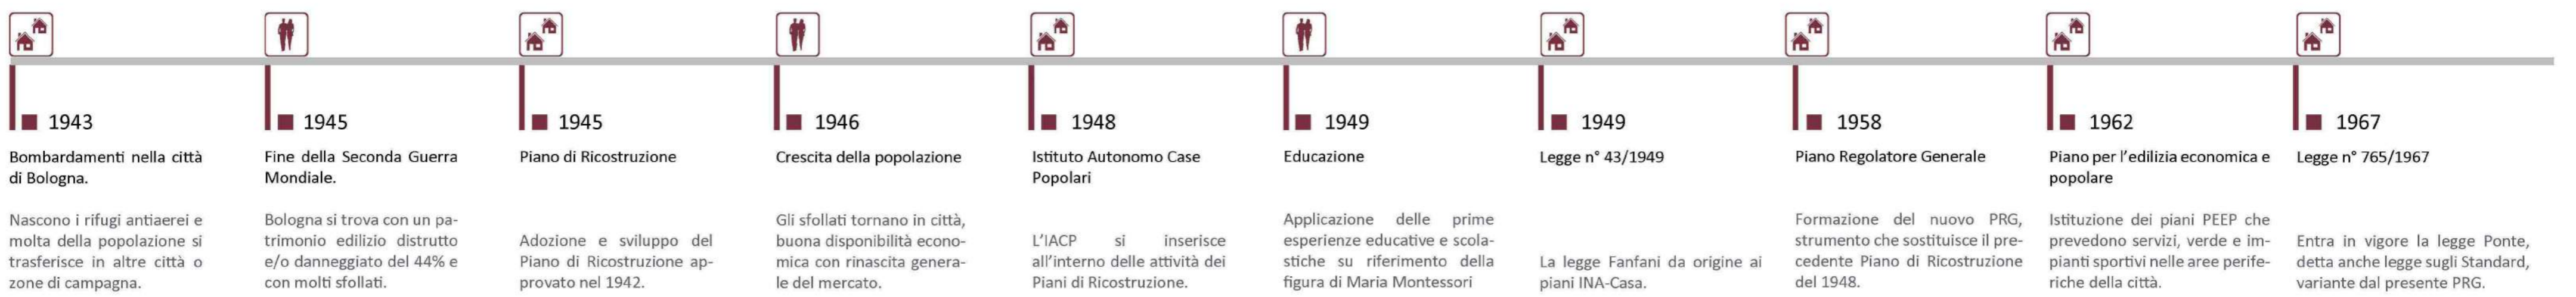 1943
Bombardamenti nella città
di Bologna.
Nascono i rifugi antiaerei e
molta della popolazione si
trasferisce in altre città o
zone di campagna.
1945
Fine della Seconda Guerra
Mondiale.
Bologna si trova con un pa-
trimonio edilizio distrutto
e/o danneggiato del 44% e
con molti sfollati.
1945
Piano di Ricostruzione
Adozione e sviluppo del
Piano di Ricostruzione ap-
provato nel 1942.
1946
Crescita della popolazione
Gli sfollati tornano in città,
buona disponibilità econo-
mica con rinascita genera-
le del mercato.
1948
Istituto Autonomo Case
Popolari
L'IACP si inserisce
all'interno delle attività dei
Piani di Ricostruzione.
1949
Educazione
Applicazione delle prime
esperienze educative e scola-
stiche su riferimento della
figura di Maria Montessori
1949
Legge n° 43/1949
La legge Fanfani da origine ai
piani INA-Casa.
1958
Piano Regolatore Generale
Formazione del nuovo PRG,
strumento che sostituisce il pre-
cedente Piano di Ricostruzione
del 1948.
1962
Piano per l'edilizia economica e
popolare
Istituzione dei piani PEEP che
prevedono servizi, verde e im-
pianti sportivi nelle aree perife-
riche della città.
1967
Legge n° 765/1967
Entra in vigore la legge Ponte,
detta anche legge sugli Standard,
variante dal presente PRG.